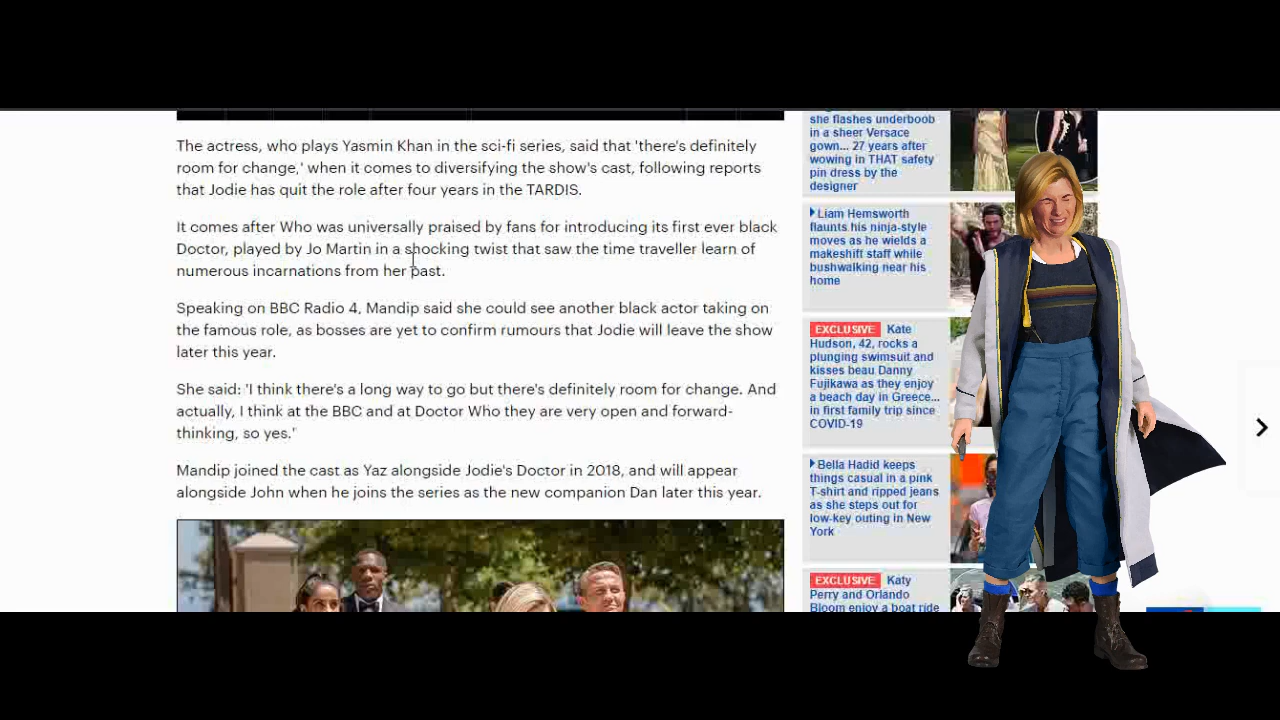 The actress, who plays Yasmin Khan in the sci-fi series, said that 'there's definitely
room for change,' when it comes to diversifying the show's cast, following reports
that Jodie has quit the role after four years in the TARDIS.
It comes after Who was universally praised by fans for introducing its first ever black
Doctor, played by Jo Martin in a shocking twist that saw the time traveller learn of
numerous incarnations from her past.
Speaking on BBC Radio 4, Mandip said she could see another black actor taking on
the famous role, as bosses are yet to confirm rumours that Jodie will leave the show
later this year.
She said: 'I think there's a long way to go but there's definitely room for change. And
actually, I think at the BBC and at Doctor Who they are very open and forward-
thinking, so yes.'
Mandip joined the cast as Yaz alongside Jodie's Doctor in 2018, and will appear
alongside John when he joins the series as the new companion Dan later this year.
she flashes underboob
in a sheer Versace
gown... 27 years after
wowing in THAT safety
pin dress by the
designer
Liam Hemsworth
flaunts his ninja-style
moves as he wields a
makeshift staff while
bushwalking near his
home
EXCLUSIVE Kate
Hudson, 42, rocks a
plunging swimsuit and
kisses beau Danny
Fujikawa as they enjoy
a beach day in Greece...
in first family trip since
COVID-19
Bella Hadid keeps
things casual in a pink
T-shirt and ripped jeans
as she steps out for
low-key outing in New
York
EXCLUSIVE Katy
Perry and Orlando
Bloom enjoy a boat ride